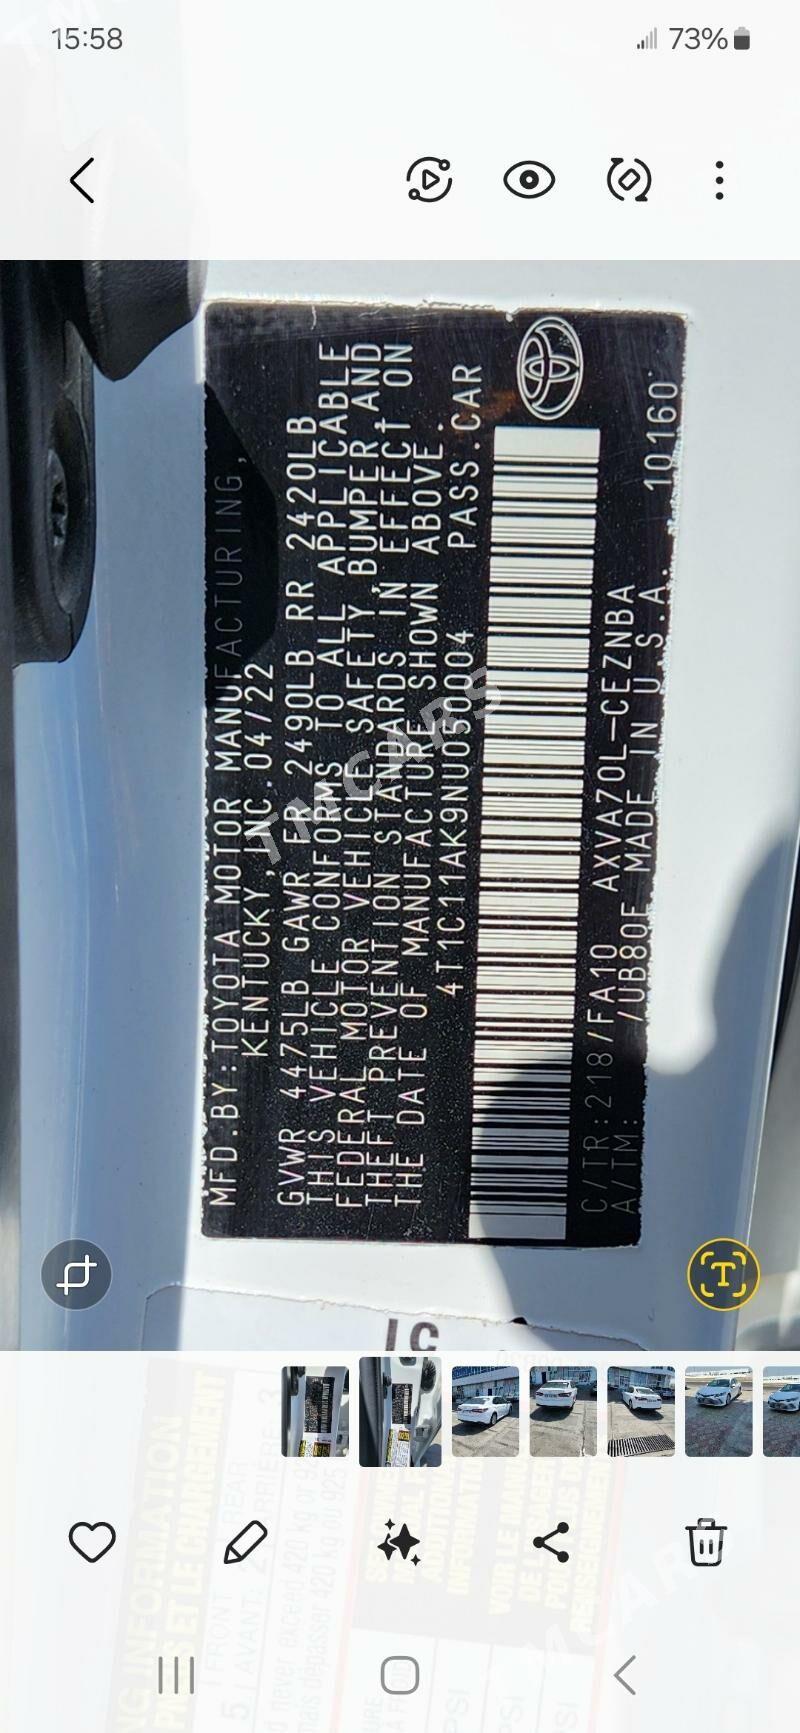 15:58
73%
MFD.BY:TOYOTA MOTOR MANUFACTURING,
KENTUCKY,INC. 04/22
GVWR 4475LB GAWR FR 2490LB RR 2420LB
THIS VEHICLE CONFORMS TO ALL APPLICABLE
FEDERAL MOTOR VEHICLE SAFETY,BUMPER,AND
THEFT PREVENTION STANDARDS IN EFFECT ON
THE DATE OF MANUFACTURE SHOWN ABOVE.
4T1C11AK9NU050004 PASS.CAR
C/TR:218 /FA10 AXVA70L-CEZNBA
A/TM: /UB80E MADE IN U.S.A. 10160
TMCARS
IC